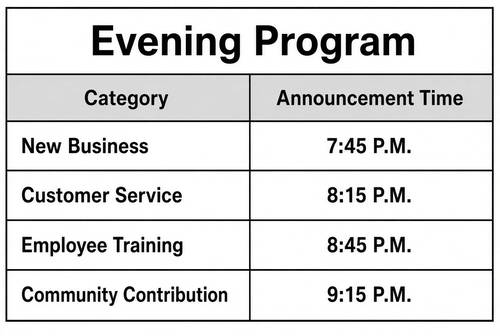 Evening Program
Category Announcement Time
New Business 7:45 P.M.
Customer Service 8:15 P.M.
Employee Training 8:45 P.M.
Community Contribution 9:15 P.M.